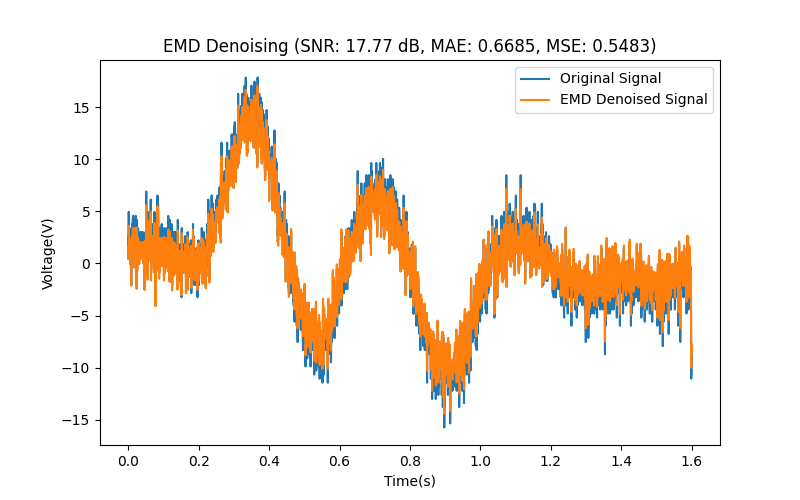 EMD Denoising (SNR: 17.77 dB, MAE: 0.6685, MSE: 0.5483)
Original Signal
EMD Denoised Signal
Voltage(V)
15
10
5
0
−5
−10
−15
0.0 0.2 0.4 0.6 0.8 1.0 1.2 1.4 1.6
Time(s)